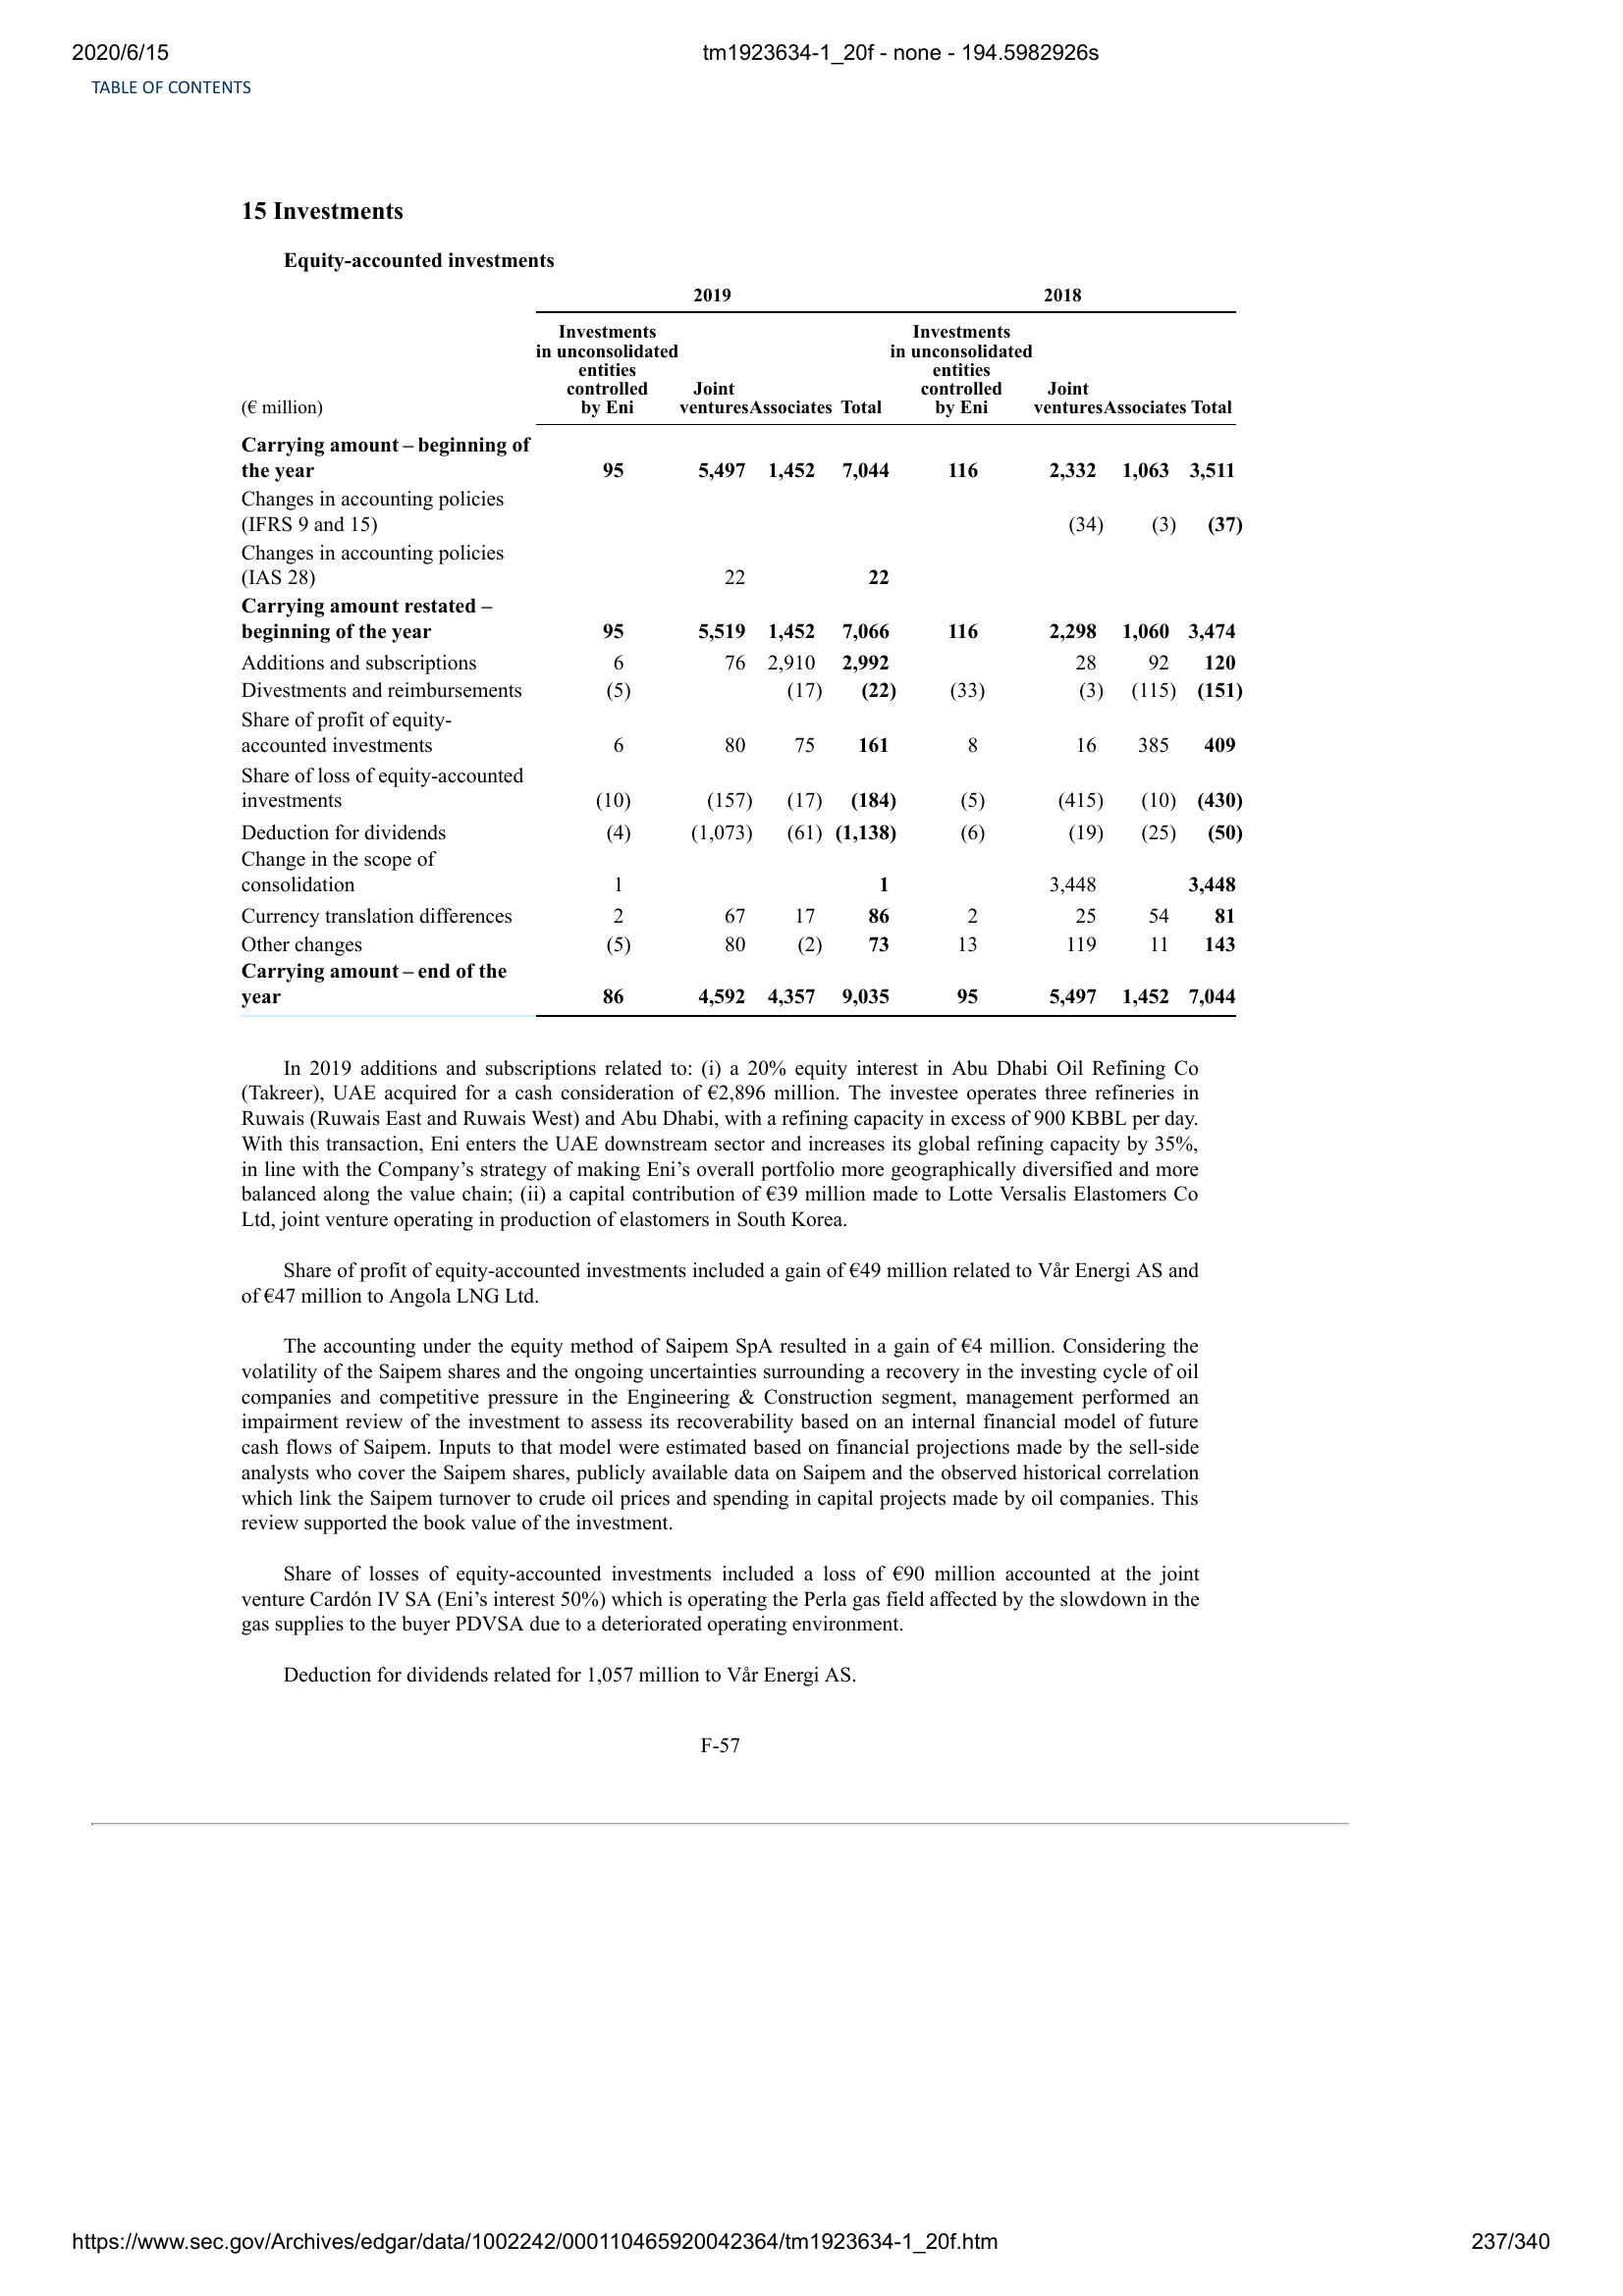 2020/6/15 tm1923634-1_20f - none - 194.5982926s
TABLE OF CONTENTS
15 Investments
Equity-accounted investments
2019 2018
Investments Investments
in unconsolidated in unconsolidated
entities entities
controlled Joint controlled Joint
(€ million) by Eni ventures Associates Total by Eni ventures Associates Total
Carrying amount – beginning of
the year 95 5,497 1,452 7,044 116 2,332 1,063 3,511
Changes in accounting policies
(IFRS 9 and 15) (34) (3) (37)
Changes in accounting policies
(IAS 28) 22 22
Carrying amount restated –
beginning of the year 95 5,519 1,452 7,066 116 2,298 1,060 3,474
Additions and subscriptions 6 76 2,910 2,992 28 92 120
Divestments and reimbursements (5) (17) (22) (33) (3) (115) (151)
Share of profit of equity-
accounted investments 6 80 75 161 8 16 385 409
Share of loss of equity-accounted
investments (10) (157) (17) (184) (5) (415) (10) (430)
Deduction for dividends (4) (1,073) (61) (1,138) (6) (19) (25) (50)
Change in the scope of
consolidation 1 1 3,448 3,448
Currency translation differences 2 67 17 86 2 25 54 81
Other changes (5) 80 (2) 73 13 119 11 143
Carrying amount – end of the
year 86 4,592 4,357 9,035 95 5,497 1,452 7,044
In 2019 additions and subscriptions related to: (i) a 20% equity interest in Abu Dhabi Oil Refining Co
(Takreer), UAE acquired for a cash consideration of €2,896 million. The investee operates three refineries in
Ruwais (Ruwais East and Ruwais West) and Abu Dhabi, with a refining capacity in excess of 900 KBBL per day.
With this transaction, Eni enters the UAE downstream sector and increases its global refining capacity by 35%,
in line with the Company’s strategy of making Eni’s overall portfolio more geographically diversified and more
balanced along the value chain; (ii) a capital contribution of €39 million made to Lotte Versalis Elastomers Co
Ltd, joint venture operating in production of elastomers in South Korea.
Share of profit of equity-accounted investments included a gain of €49 million related to Vår Energi AS and
of €47 million to Angola LNG Ltd.
The accounting under the equity method of Saipem SpA resulted in a gain of €4 million. Considering the
volatility of the Saipem shares and the ongoing uncertainties surrounding a recovery in the investing cycle of oil
companies and competitive pressure in the Engineering & Construction segment, management performed an
impairment review of the investment to assess its recoverability based on an internal financial model of future
cash flows of Saipem. Inputs to that model were estimated based on financial projections made by the sell-side
analysts who cover the Saipem shares, publicly available data on Saipem and the observed historical correlation
which link the Saipem turnover to crude oil prices and spending in capital projects made by oil companies. This
review supported the book value of the investment.
Share of losses of equity-accounted investments included a loss of €90 million accounted at the joint
venture Cardón IV SA (Eni’s interest 50%) which is operating the Perla gas field affected by the slowdown in the
gas supplies to the buyer PDVSA due to a deteriorated operating environment.
Deduction for dividends related for 1,057 million to Vår Energi AS.
F-57
https://www.sec.gov/Archives/edgar/data/1002242/000110465920042364/tm1923634-1_20f.htm 237/340